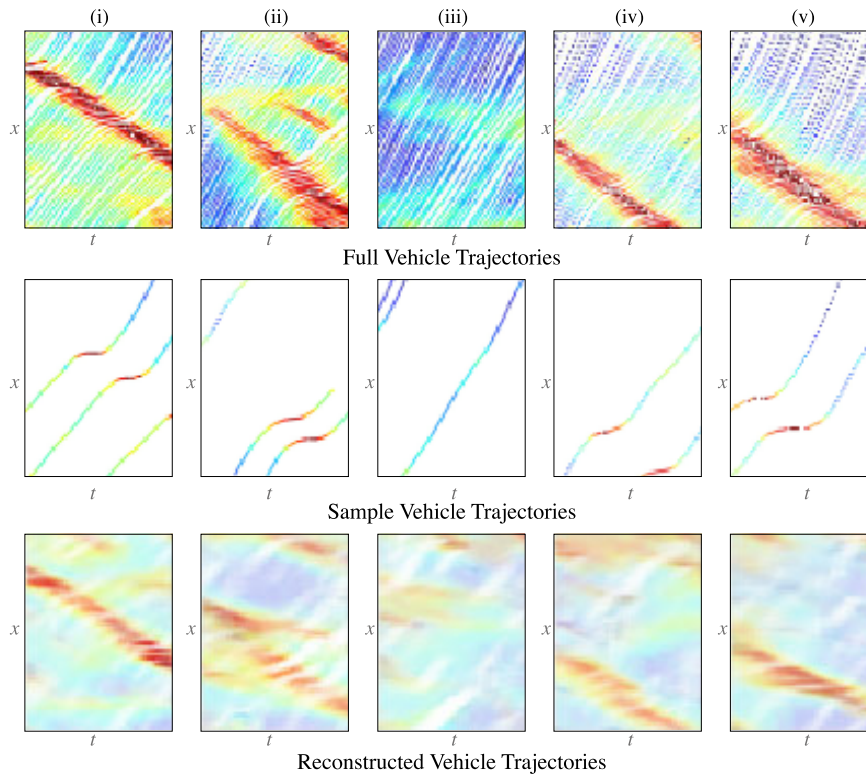 (i) (ii) (iii) (iv) (v)
x x x x x
t t t t t
Full Vehicle Trajectories
x x x x x
t t t t t
Sample Vehicle Trajectories
x x x x x
t t t t t
Reconstructed Vehicle Trajectories